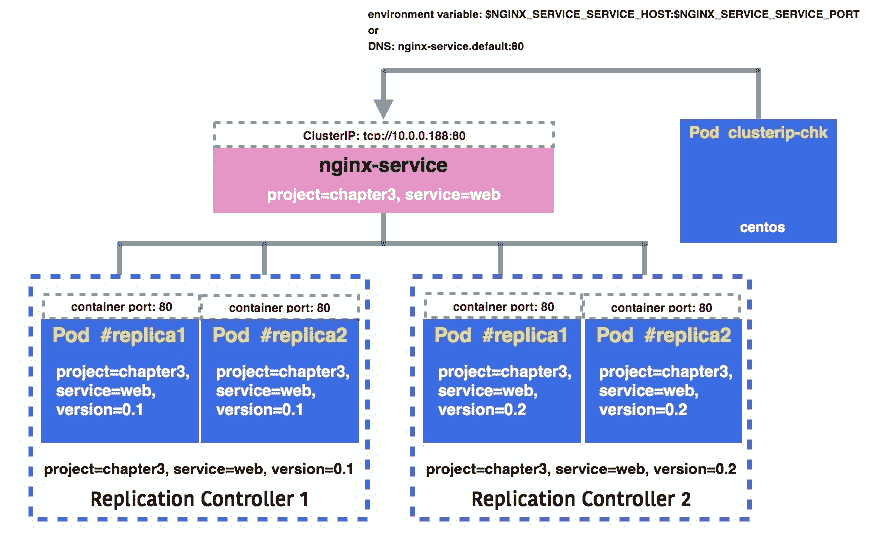 environment variable: $NGINX_SERVICE_SERVICE_HOST:$NGINX_SERVICE_SERVICE_PORT
or
DNS: nginx-service.default:80
ClusterIP: tcp://10.0.0.188:80
nginx-service
project=chapter3, service=web
Pod clusterip-chk
centos
container port: 80
container port: 80
Pod #replica1
Pod #replica2
project=chapter3,
service=web,
version=0.1
project=chapter3,
service=web,
version=0.1
project=chapter3, service=web, version=0.1
Replication Controller 1
container port: 80
container port: 80
Pod #replica1
Pod #replica2
project=chapter3,
service=web,
version=0.2
project=chapter3,
service=web,
version=0.2
project=chapter3, service=web, version=0.2
Replication Controller 2